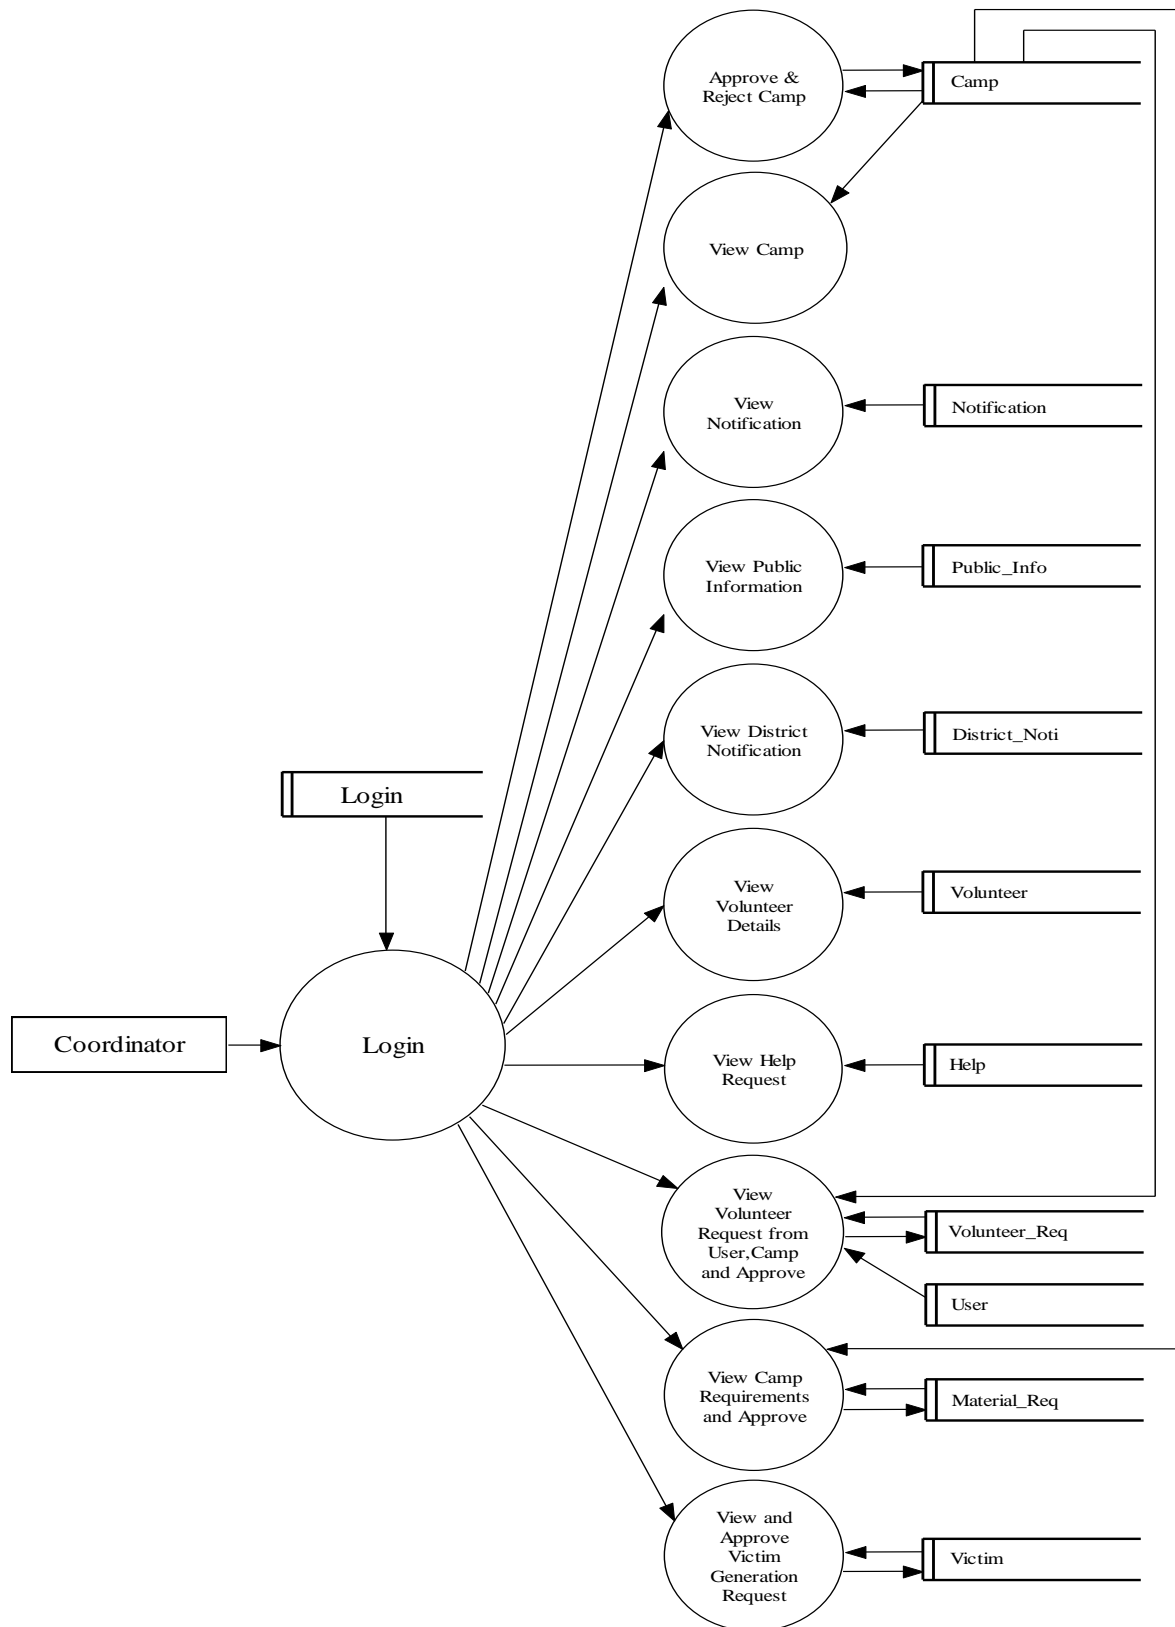 Approve &
Reject Camp
Camp
View Camp
View
Notification
Notification
View Public
Information
Public_Info
View District
Notification
District_Noti
Login
View
Volunteer
Details
Volunteer
Coordinator
Login
View Help
Request
Help
View
Volunteer
Request from
User,Camp
and Approve
Volunteer_Req
User
View Camp
Requirements
and Approve
Material_Req
View and
Approve
Victim
Generation
Request
Victim